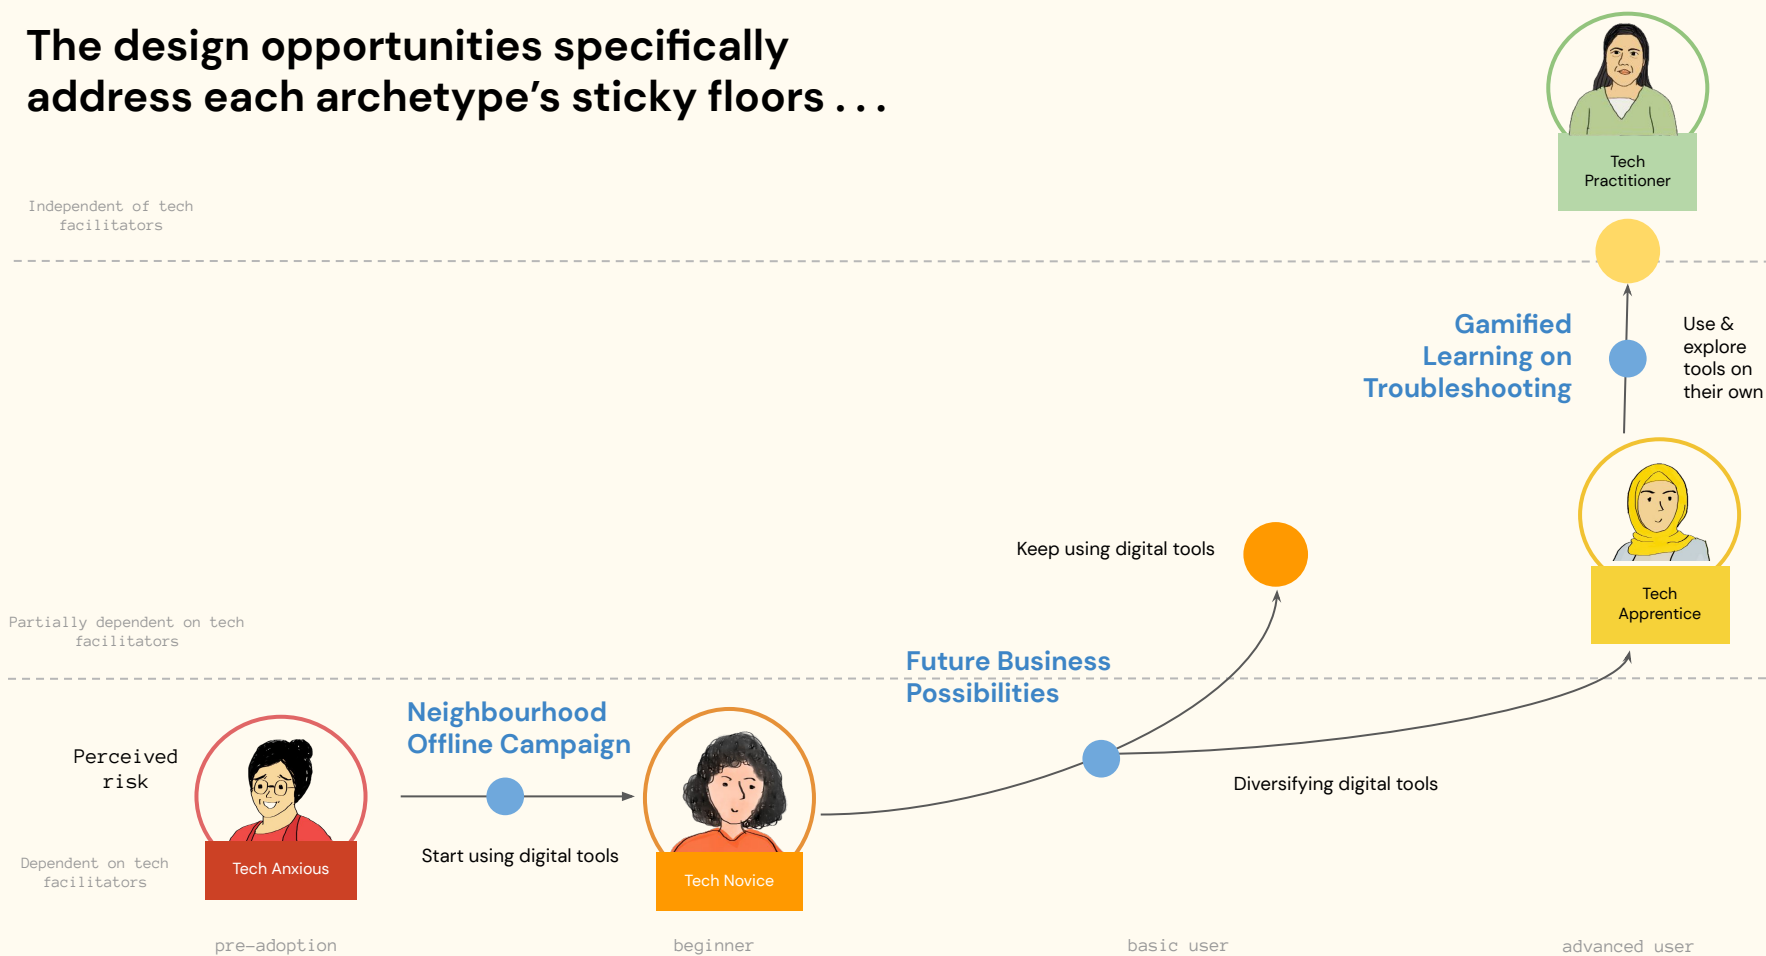 The design opportunities specifically
address each archetype’s sticky floors . . .
Tech
Practitioner
Independent of tech
facilitators
Gamified
Learning on
Troubleshooting
Use &
explore
tools on
their own
Keep using digital tools
Tech
Apprentice
Partially dependent on tech
facilitators
Future Business
Possibilities
Neighbourhood
Offline Campaign
Perceived
risk
Diversifying digital tools
Start using digital tools
Dependent on tech
facilitators
Tech Anxious
Tech Novice
pre-adoption
beginner
basic user
advanced user